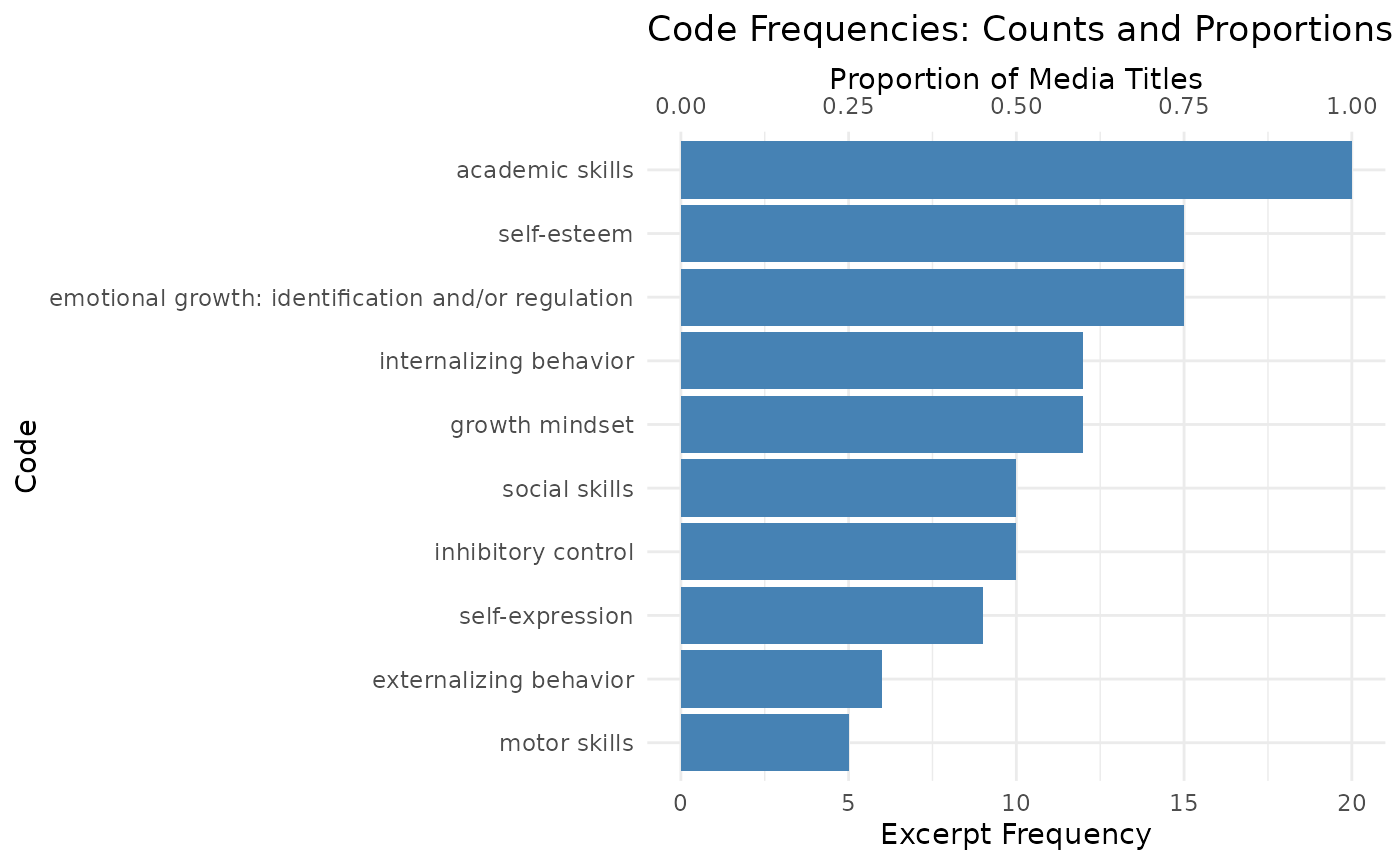 Code Frequencies: Counts and Proportions
Proportion of Media Titles
0.00 0.25 0.50 0.75 1.00
academic skills
self-esteem
emotional growth: identification and/or regulation
internalizing behavior
growth mindset
Code
social skills
inhibitory control
self-expression
externalizing behavior
motor skills
0 5 10 15 20
Excerpt Frequency